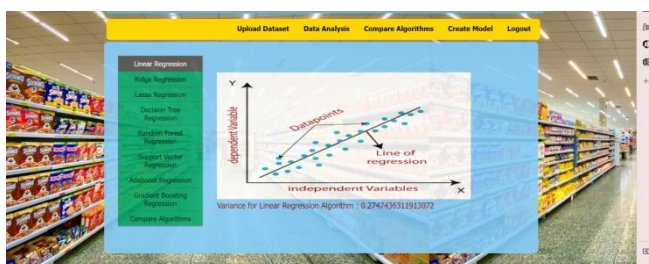 Upload Dataset Data Analysis Compare Algorithms Create Model Logout
Linear Regression
Ridge Regression
Lasso Regression
Decision Tree
Regression
Random Forest
Regression
Support Vector
Regression
Adaboost Regression
Gradient Boosting
Regression
Compare Algorithms
Y
dependent Variable
Datapoints
Line of
regression
independent Variables
X
Variance for Linear Regression Algorithm : 0.2747436311913072